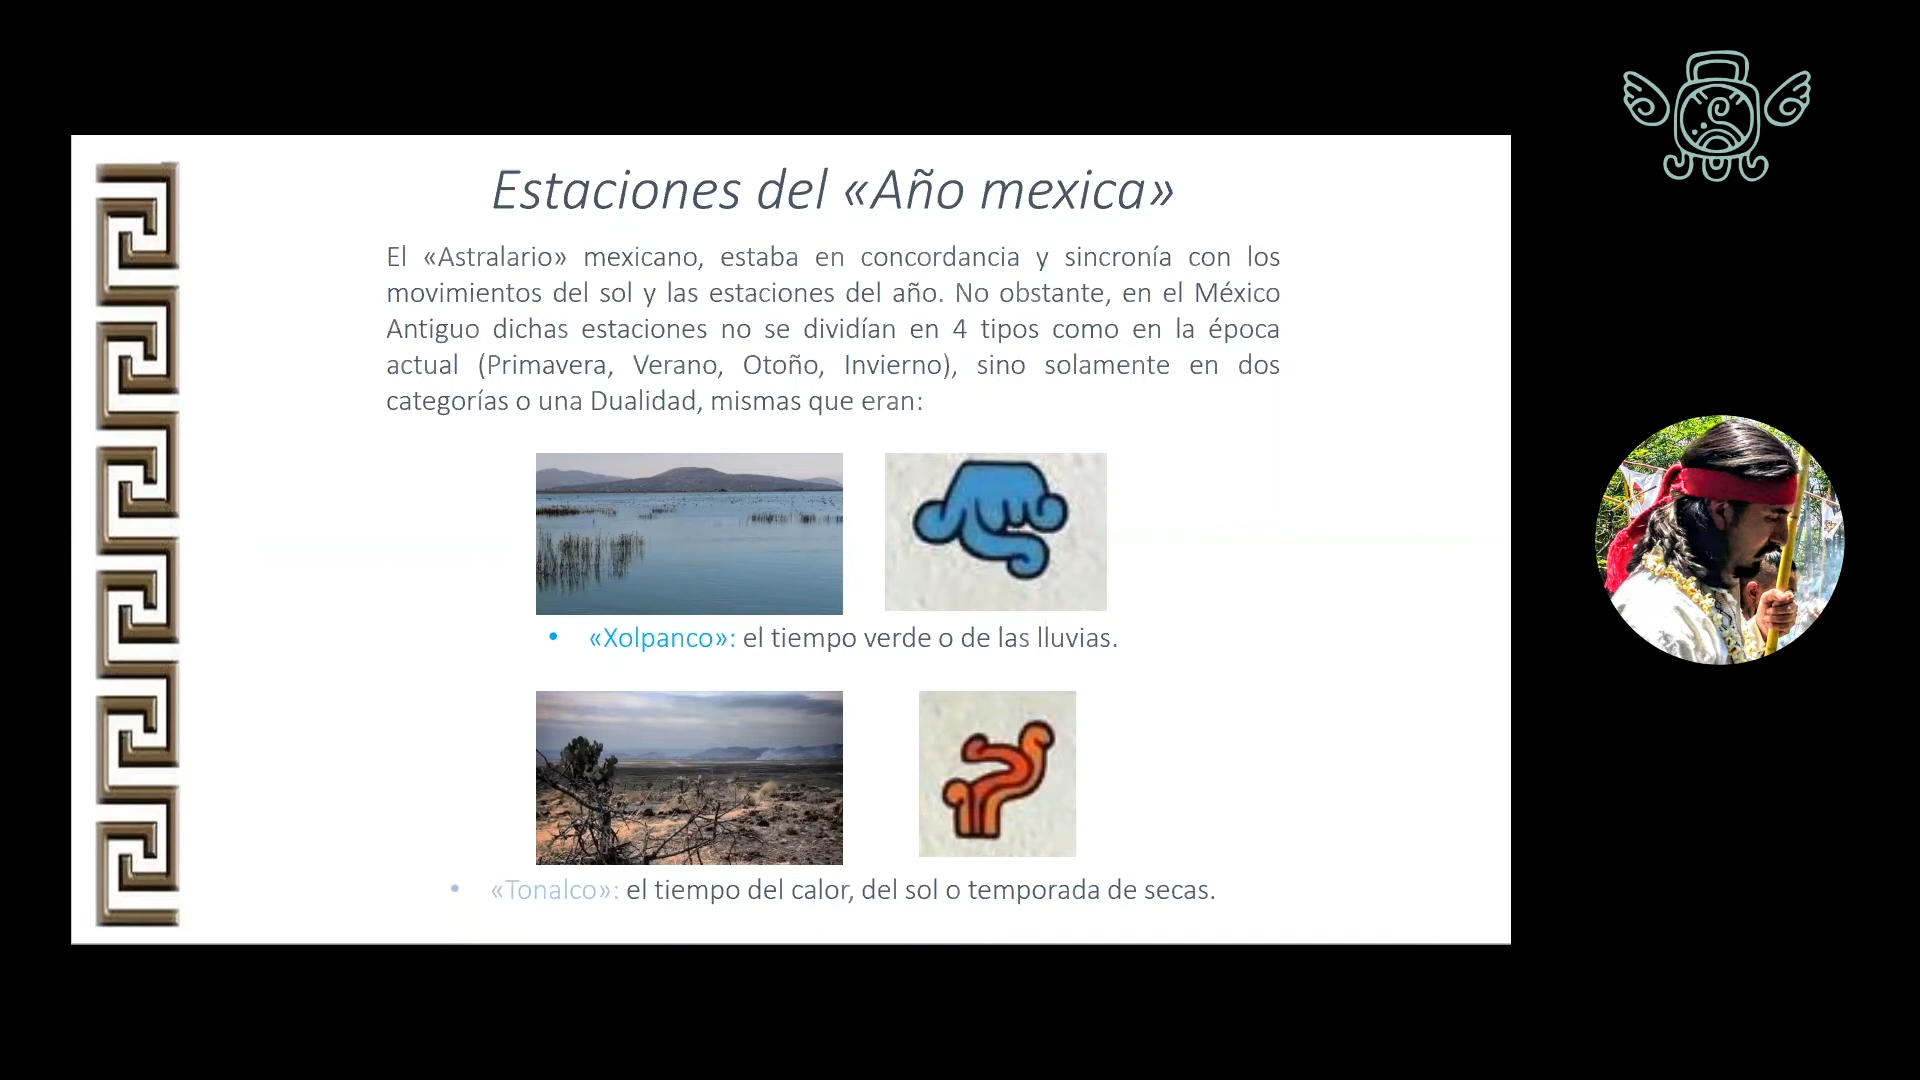 Estaciones del «Año mexica»
El «Astralario» mexicano, estaba en concordancia y sincronía con los
movimientos del sol y las estaciones del año. No obstante, en el México
Antiguo dichas estaciones no se dividían en 4 tipos como en la época
actual (Primavera, Verano, Otoño, Invierno), sino solamente en dos
categorías o una Dualidad, mismas que eran:
• «Xolpanco»: el tiempo verde o de las lluvias.
• «Tonalco»: el tiempo del calor, del sol o temporada de secas.